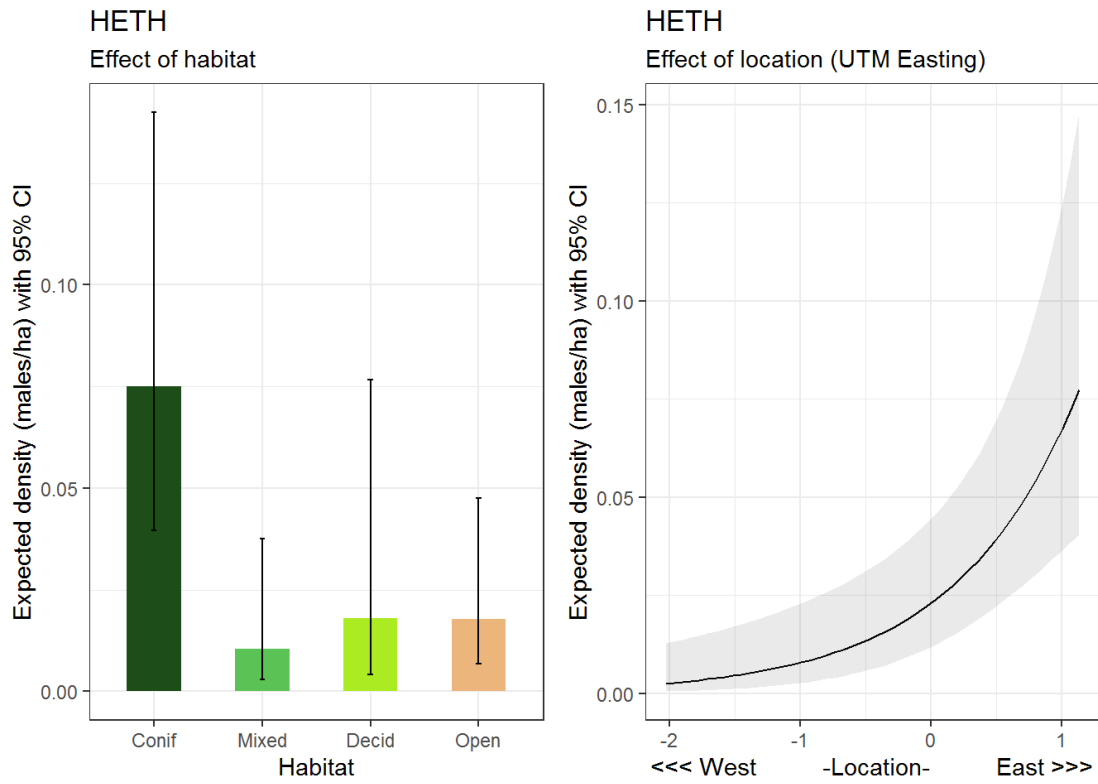 HETH
Effect of habitat
Expected density (males/ha) with 95% CI
0.10
0.05
0.00
Conif Mixed Decid Open
Habitat
HETH
Effect of location (UTM Easting)
Expected density (males/ha) with 95% CI
0.15
0.10
0.05
0.00
-2 -1 0 1
<<< West -Location- East >>>